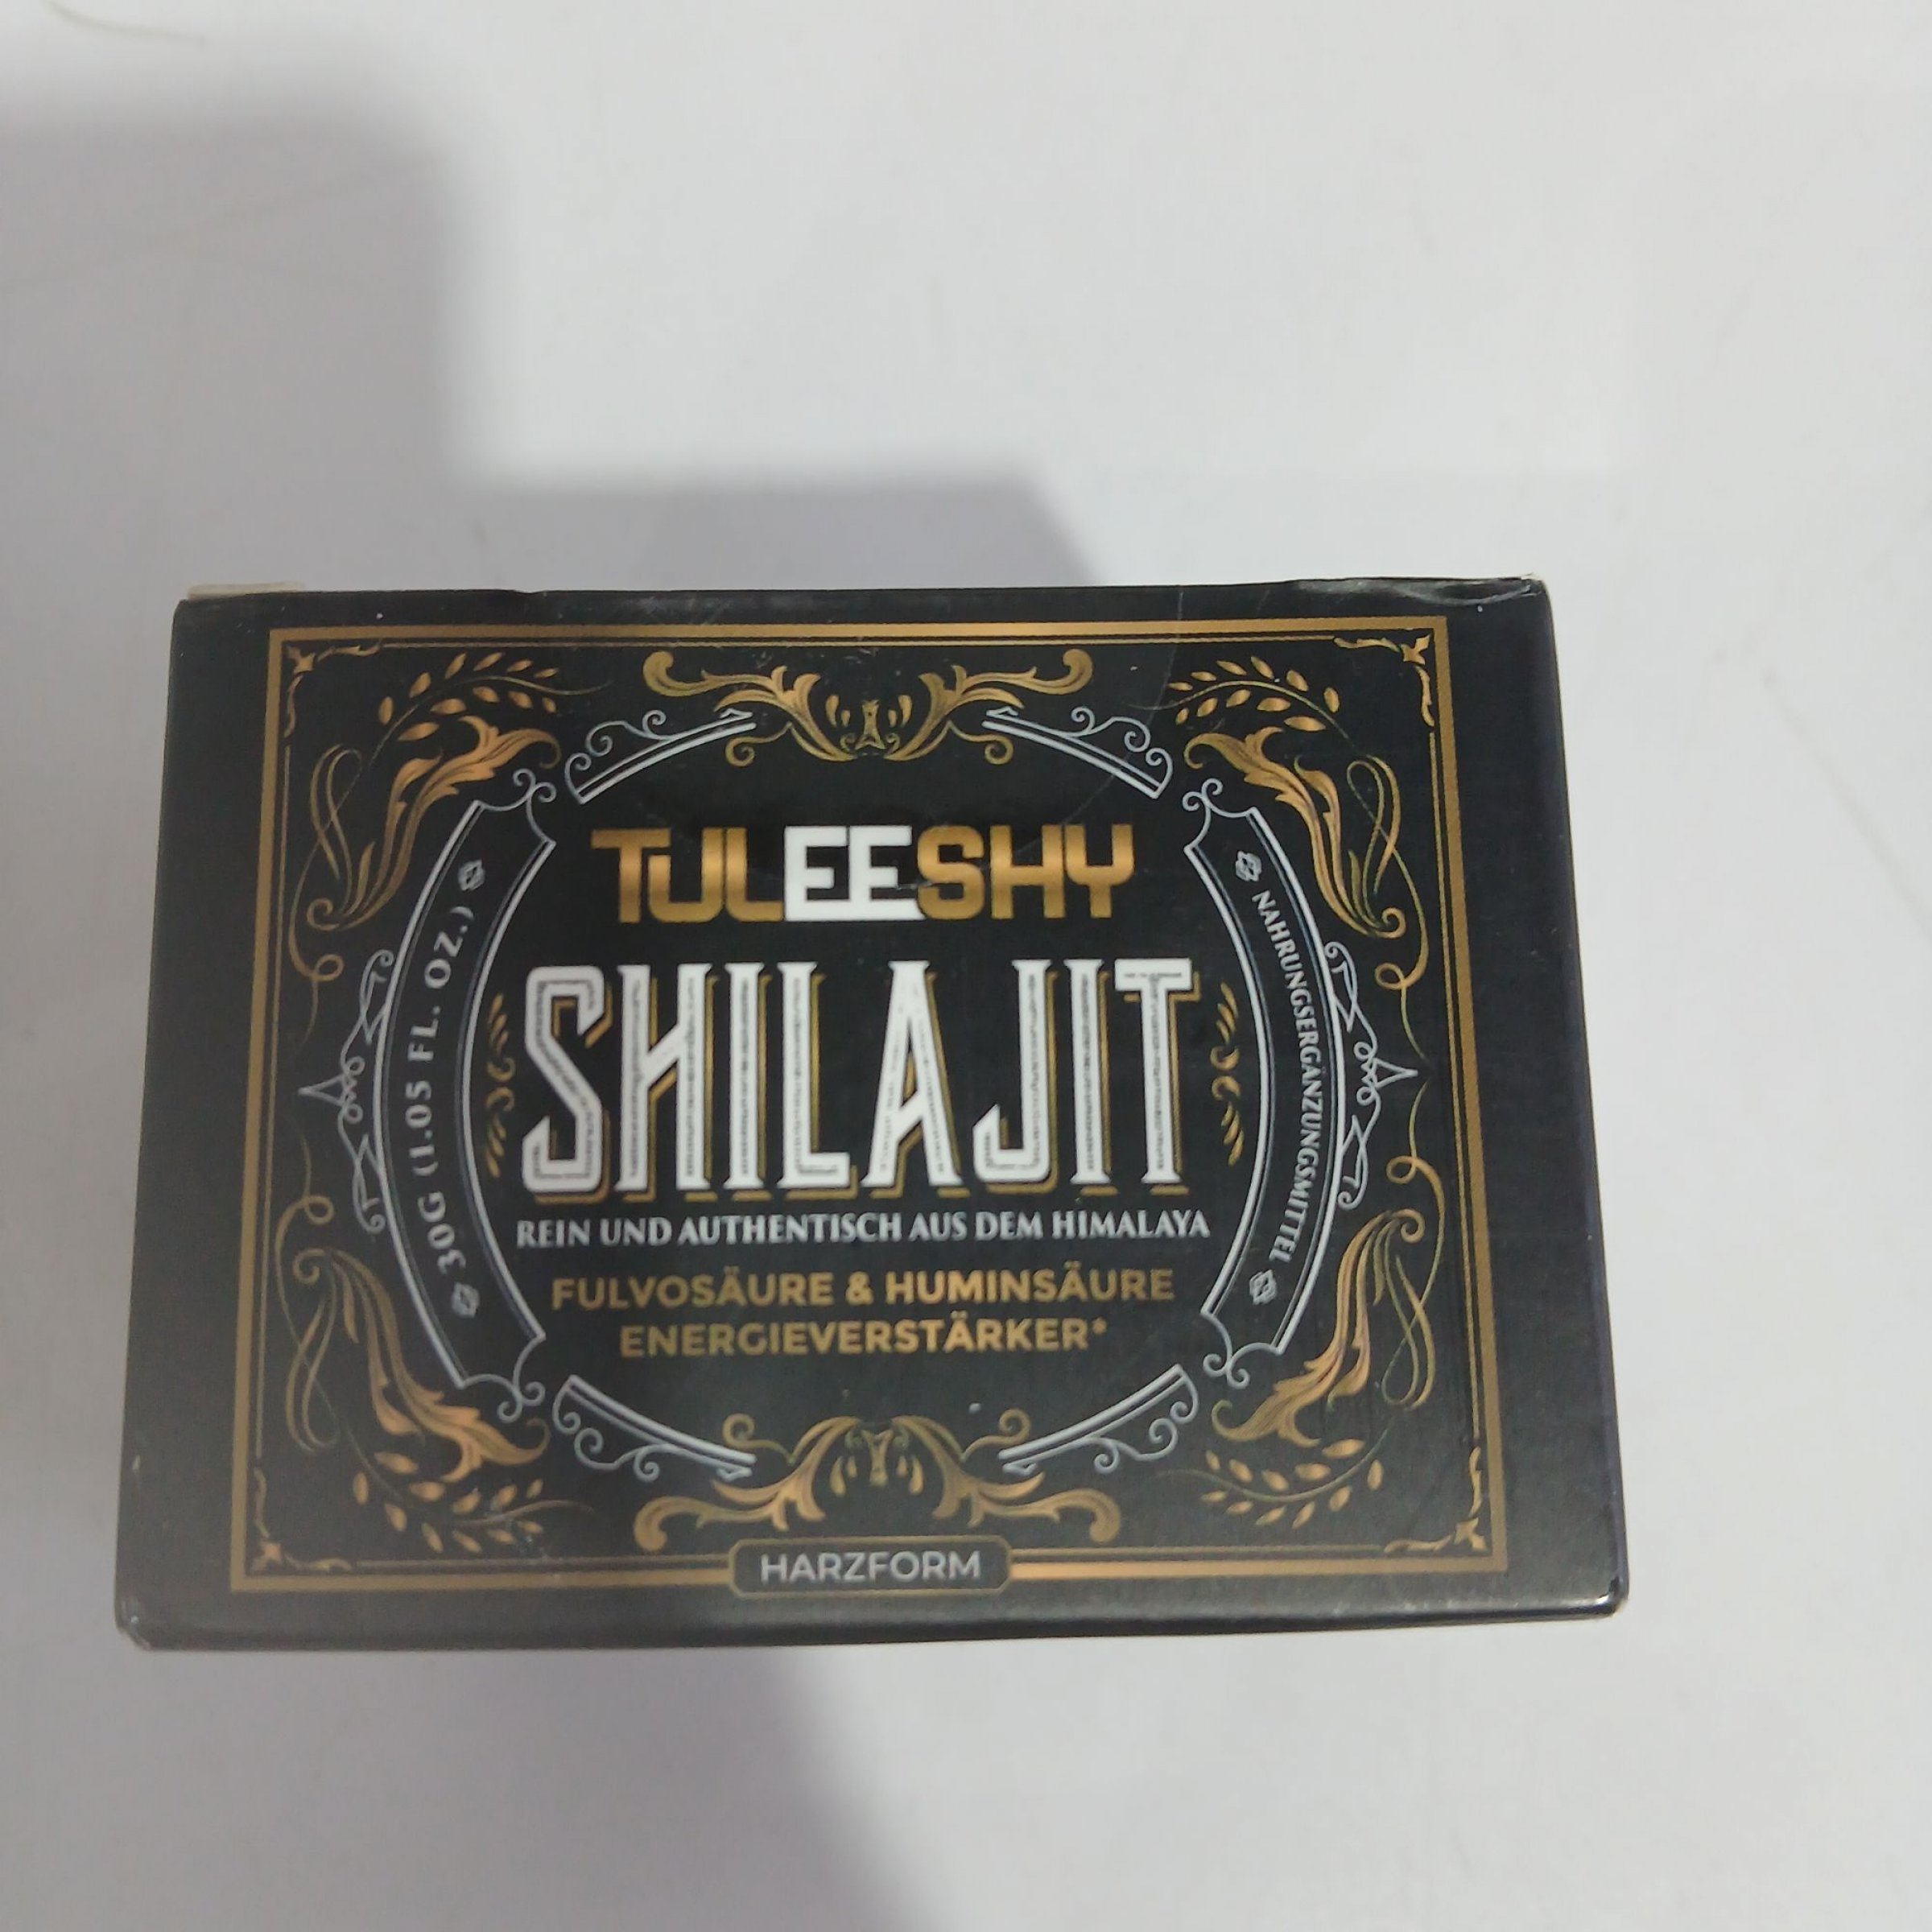 TULEESHY
SHILAJIT
REIN UND AUTHENTISCH AUS DEM HIMALAYA
FULVOSÄURE & HUMINSÄURE
ENERGIEVERSTÄRKER*
30G (1.05 FL. OZ.)
NAHRUNGSERGÄNZUNGSMITTEL
HARZFORM